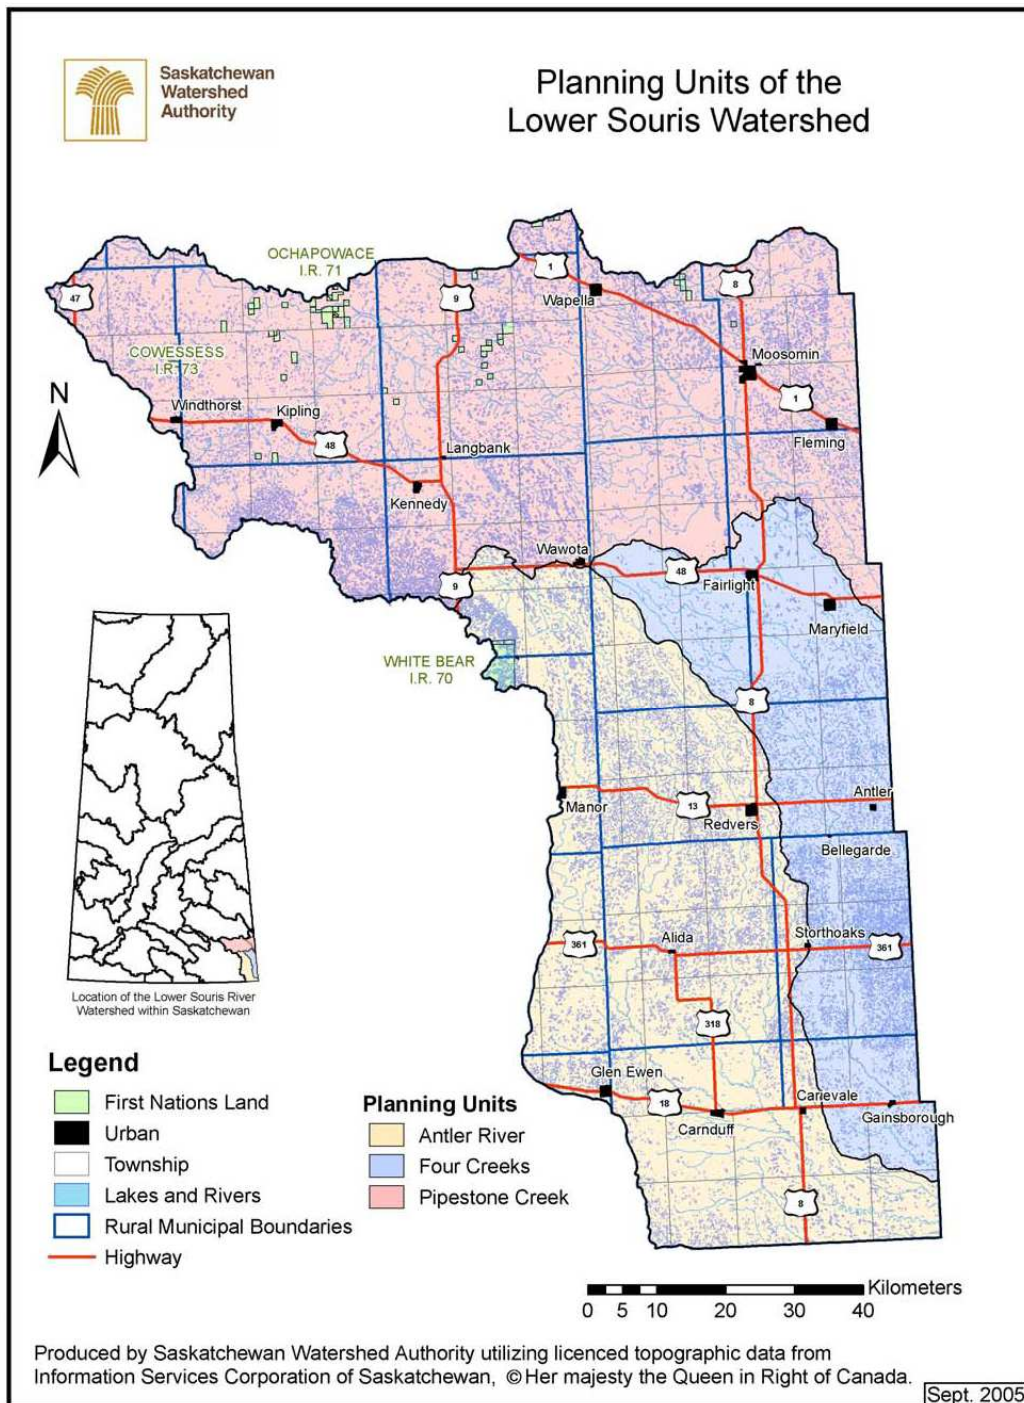 Saskatchewan
Watershed
Authority
Planning Units of the
Lower Souris Watershed
OCHAPOWACE
I.R. 71
1
8
47
9
Wapella
COWESSESS
I.R. 73
Moosomin
1
N
Windthorst
Kipling
48
Langbank
Fleming
Kennedy
Wawota
48
Fairlight
9
Maryfield
WHITE BEAR
I.R. 70
8
Manor
13
Redvers
Antler
Bellegarde
361
Alida
Storthoaks
361
318
Location of the Lower Souris River
Watershed within Saskatchewan
Glen Ewen
18
Carnduff
Carievale
Gainsborough
8
Legend
First Nations Land
Urban
Township
Lakes and Rivers
Rural Municipal Boundaries
Highway
Planning Units
Antler River
Four Creeks
Pipestone Creek
Kilometers
0 5 10 20 30 40
Produced by Saskatchewan Watershed Authority utilizing licenced topographic data from
Information Services Corporation of Saskatchewan, ©Her majesty the Queen in Right of Canada.
Sept. 2005